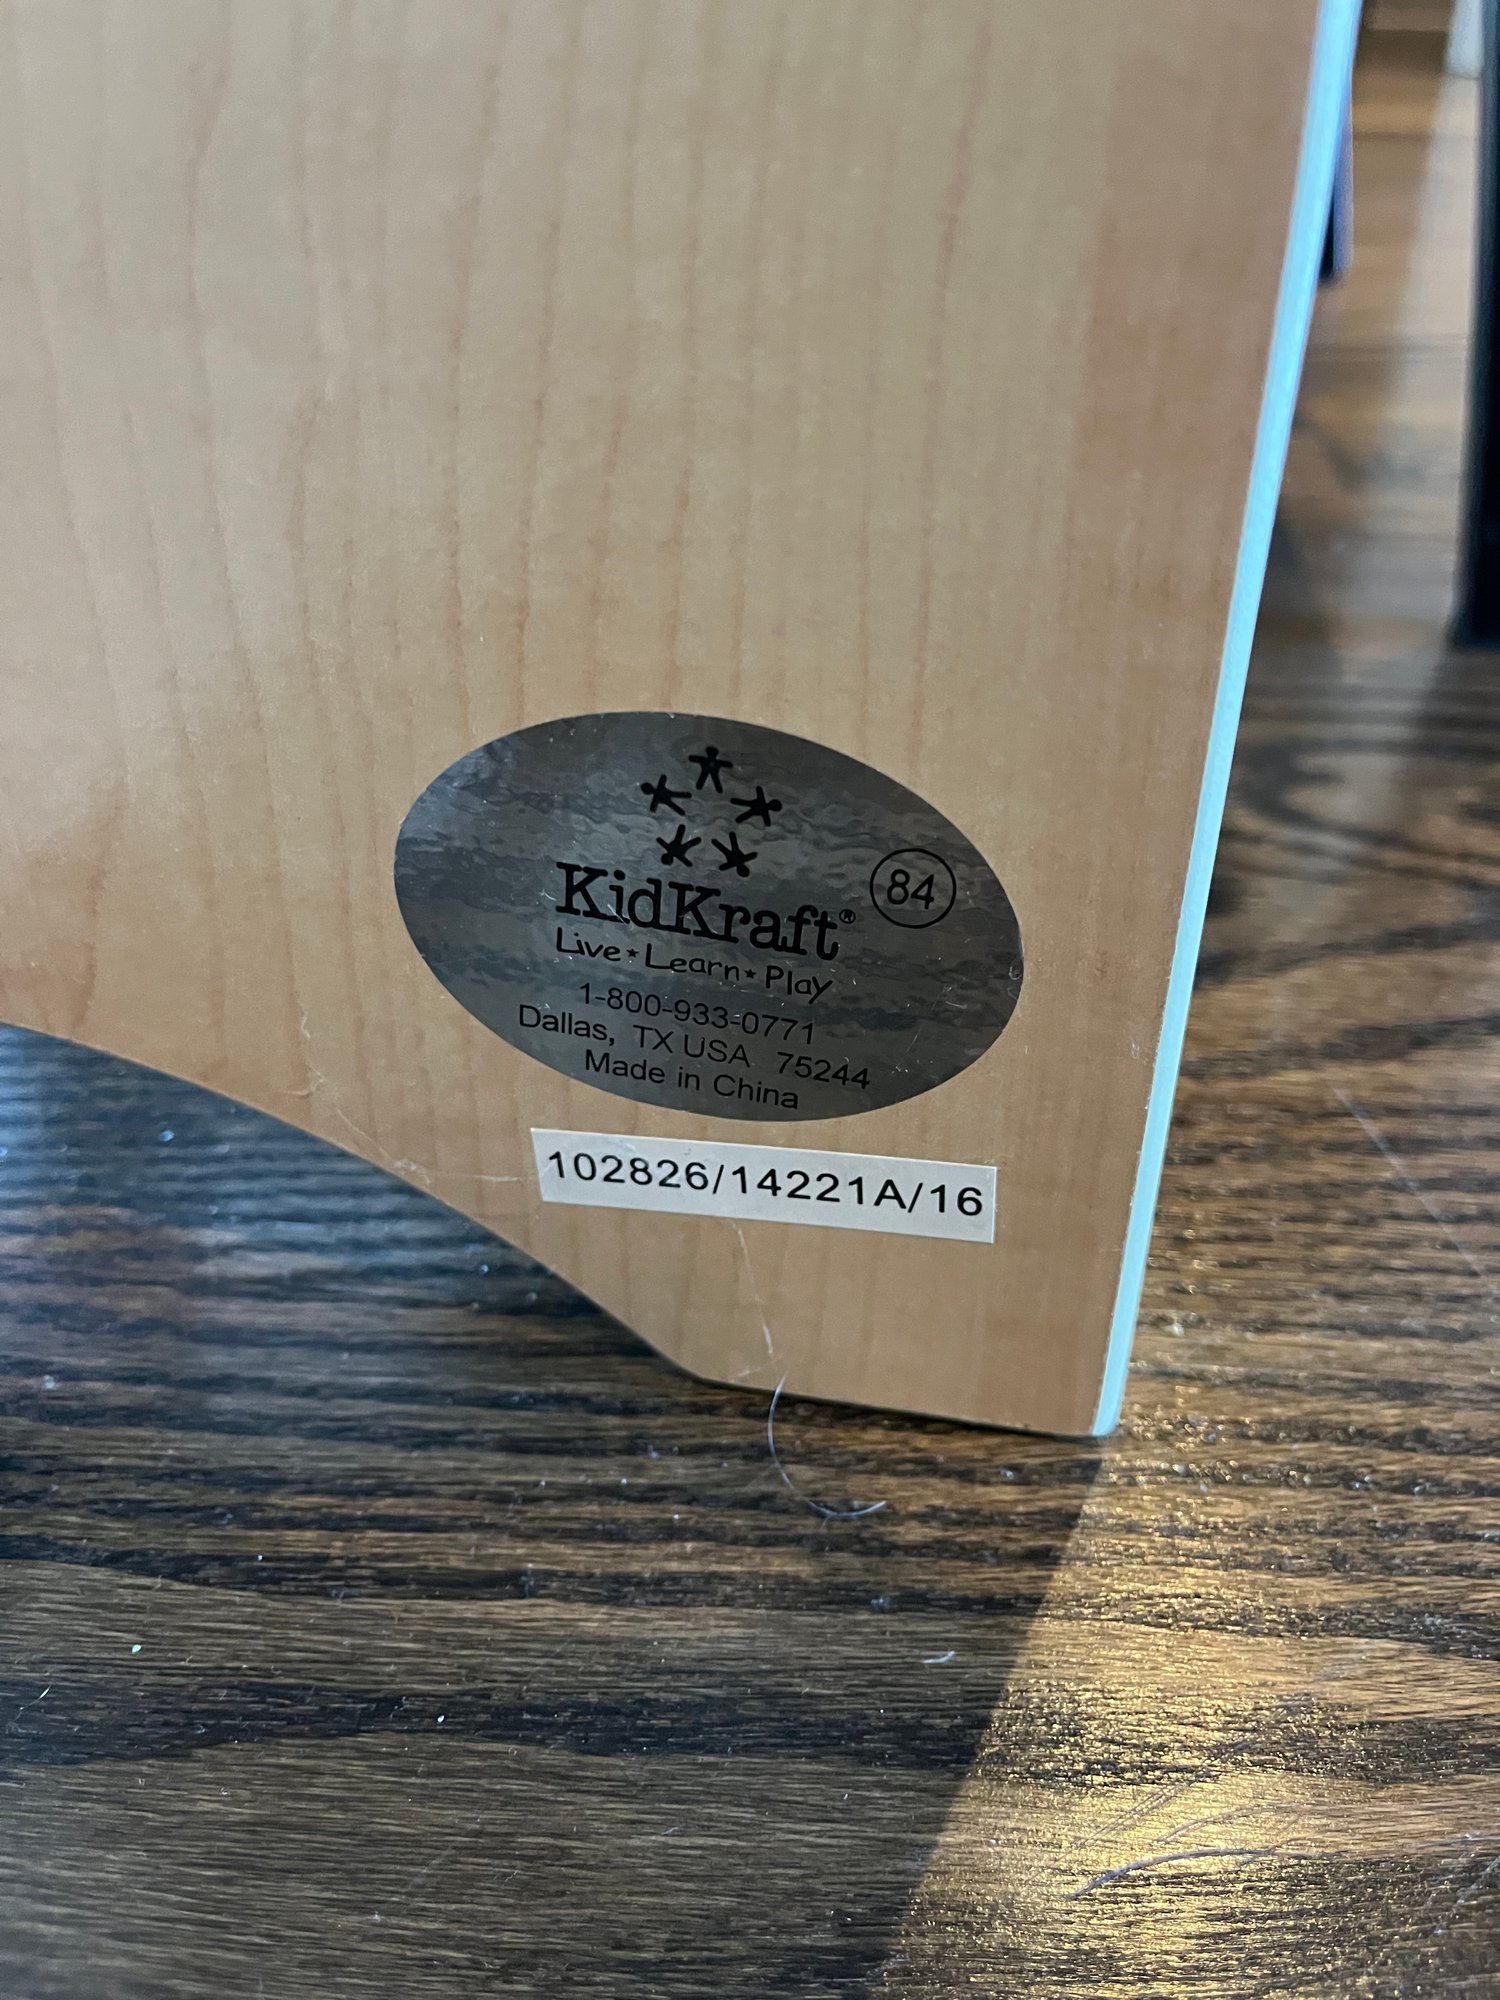 84
KidKraft®
Live★Learn★Play
1-800-933-0771
Dallas, TX USA 75244
Made in China
102826/14221A/16